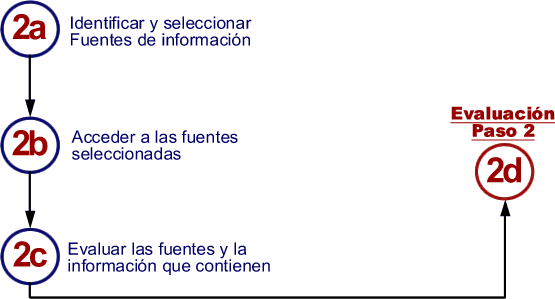 2a
Identificar y seleccionar
Fuentes de información
2b
Acceder a las fuentes
seleccionadas
2c
Evaluar las fuentes y la
información que contienen
Evaluación
Paso 2
2d